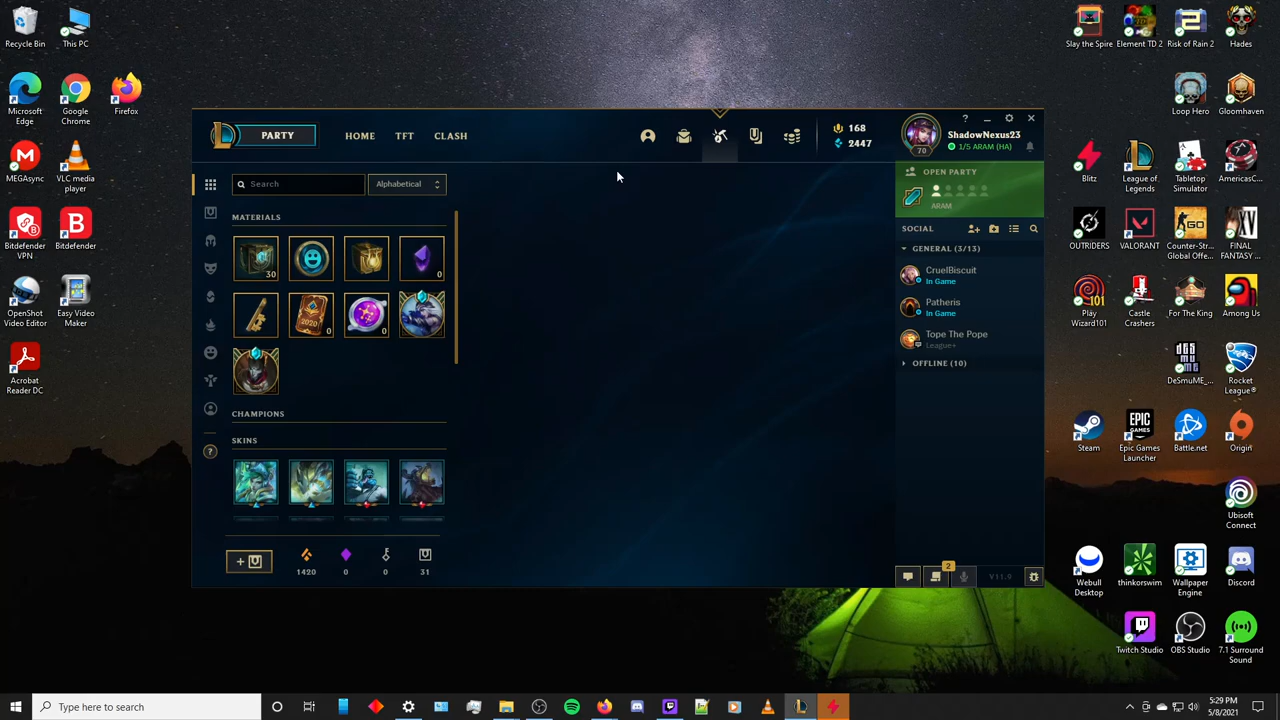 Recycle Bin
This PC
Microsoft Edge
Google Chrome
Firefox
MEGAsync
VLC media player
Bitdefender VPN
Bitdefender
OpenShot Video Editor
Easy Video Maker
Acrobat Reader DC
PARTY
HOME
TFT
CLASH
168
2447
70
ShadowNexus23
1/5 ARAM (HA)
Search
Alphabetical
MATERIALS
30
0
2020
0
0
CHAMPIONS
SKINS
1420
0
0
31
OPEN PARTY
ARAM
SOCIAL
GENERAL (3/13)
CruelBiscuit
In Game
Patheris
In Game
Tope The Pope
League+
OFFLINE (10)
2
V11.9
Slay the Spire
Element TD 2
Risk of Rain 2
Hades
Loop Hero
Gloomhaven
Blitz
League of Legends
Tabletop Simulator
AmericasC...
OUTRIDERS
VALORANT
Counter-Str... Global Offe...
FINAL FANTASY ...
Play Wizard101
Castle Crashers
For The King
Among Us
DeSmuME_...
Rocket League®
Steam
Epic Games Launcher
Battle.net
Origin
Ubisoft Connect
Webull Desktop
thinkorswim
Wallpaper Engine
Discord
Twitch Studio
OBS Studio
7.1 Surround Sound
Type here to search
5:29 PM
5/8/2021